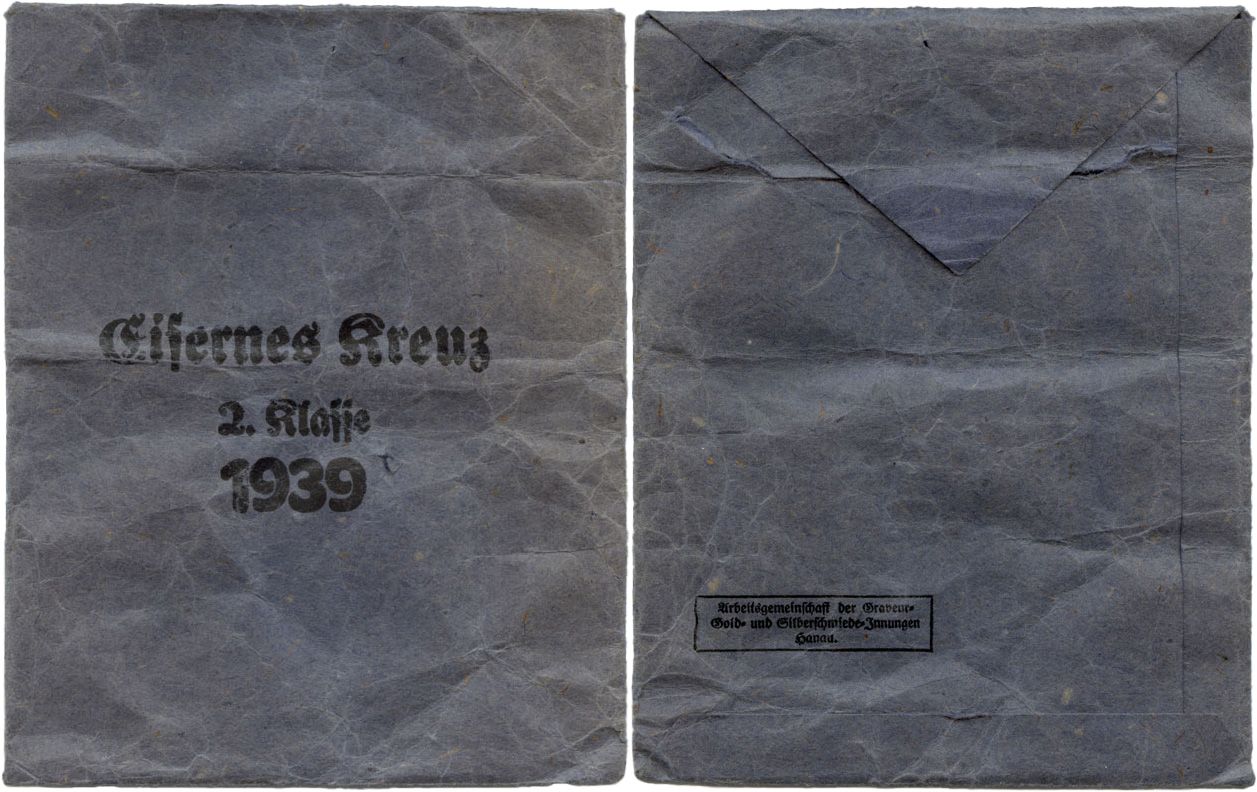 Eisernes Kreuz
2. Klasse
1939
Arbeitsgemeinschaft der Graveur-
Gold- und Silberschmiede-Innungen
Hanau.